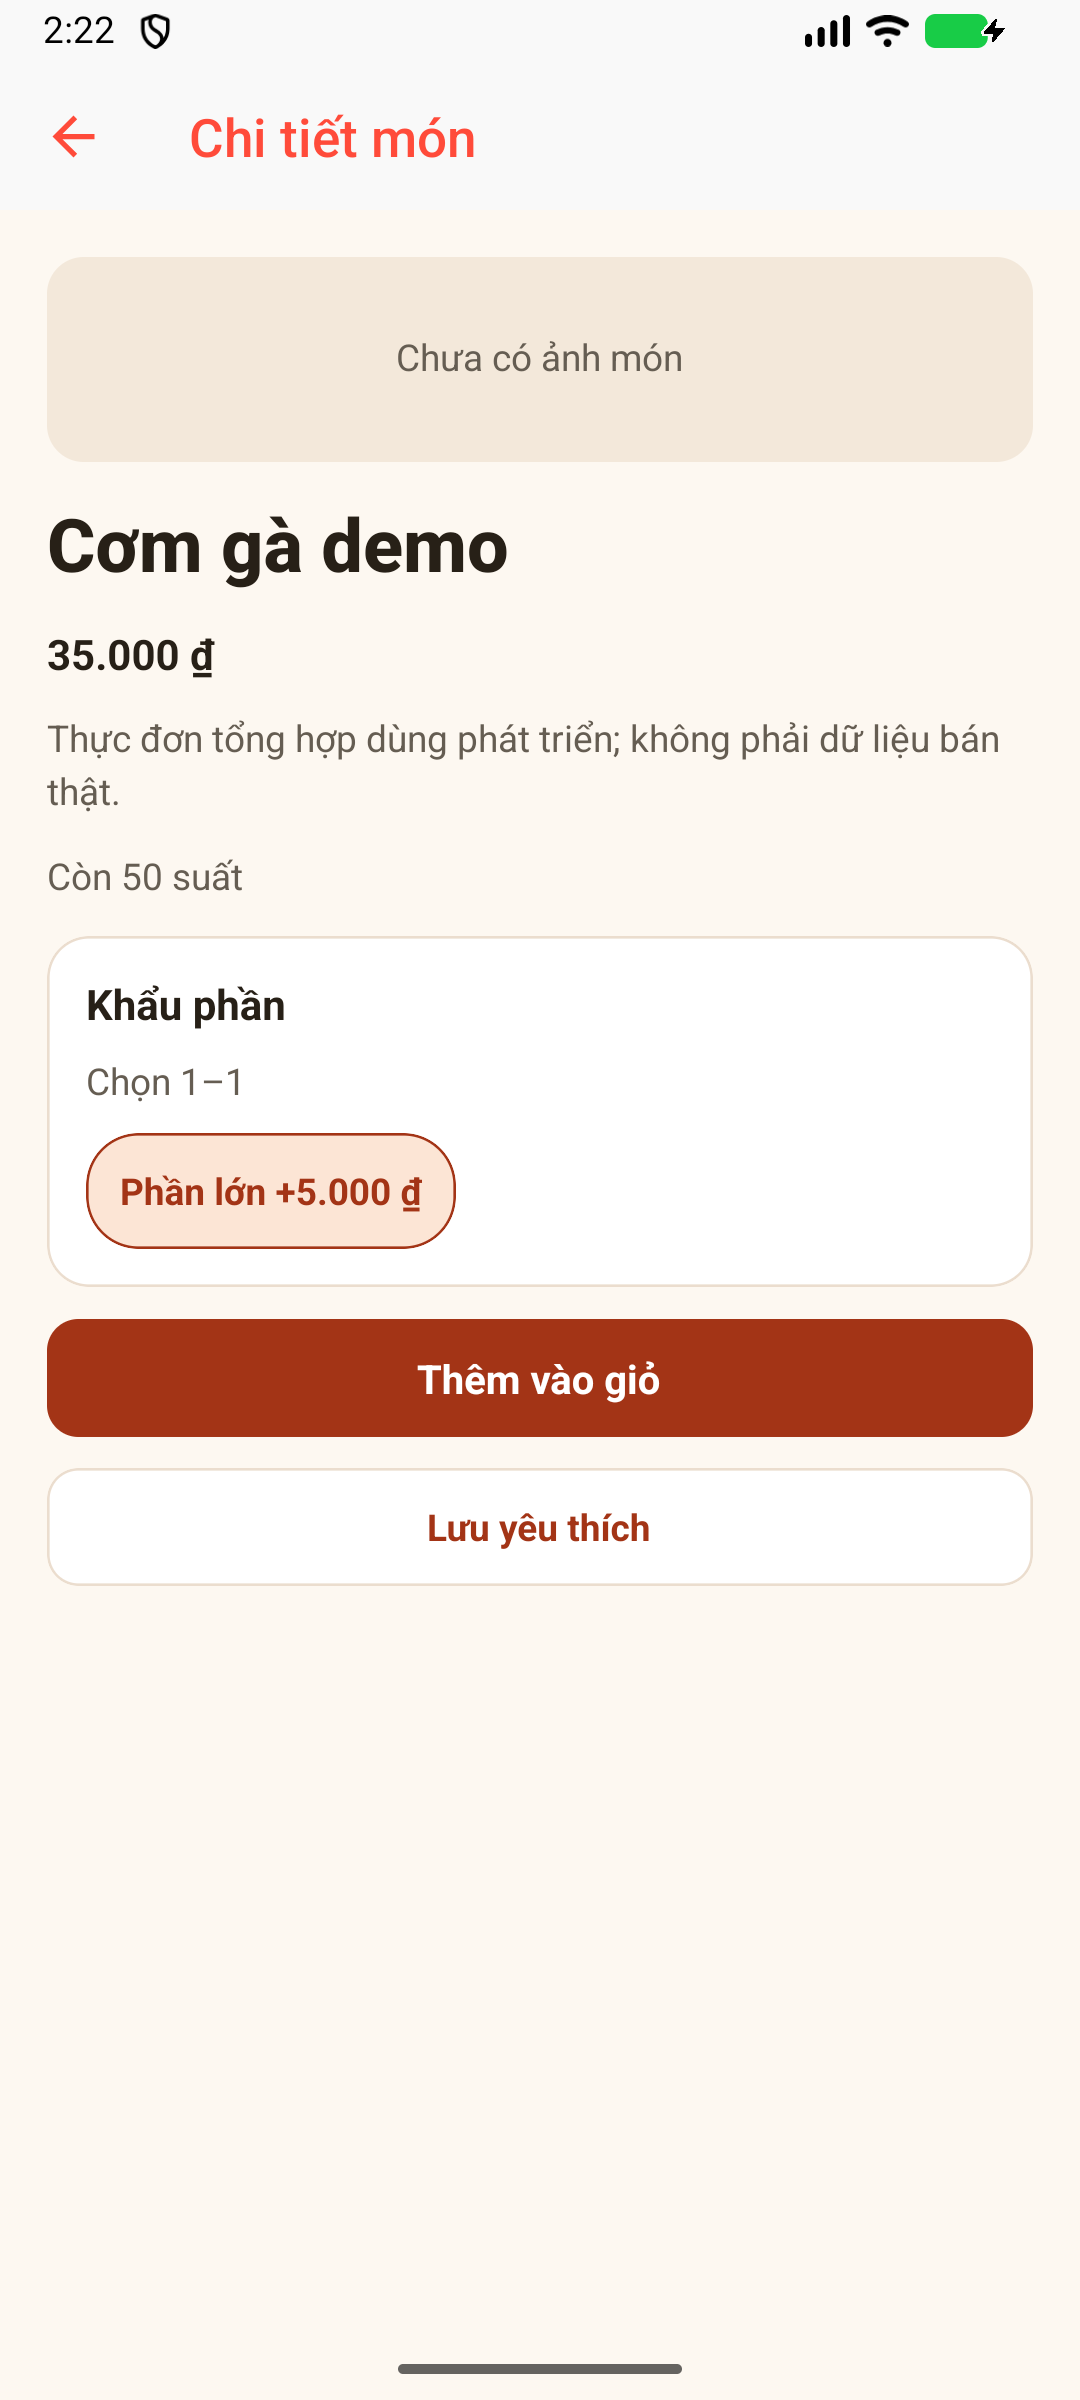 2:22
Chi tiết món
Chưa có ảnh món
Cơm gà demo
35.000 ₫
Thực đơn tổng hợp dùng phát triển; không phải dữ liệu bán
thật.
Còn 50 suất
Khẩu phần
Chọn 1–1
Phần lớn +5.000 ₫
Thêm vào giỏ
Lưu yêu thích